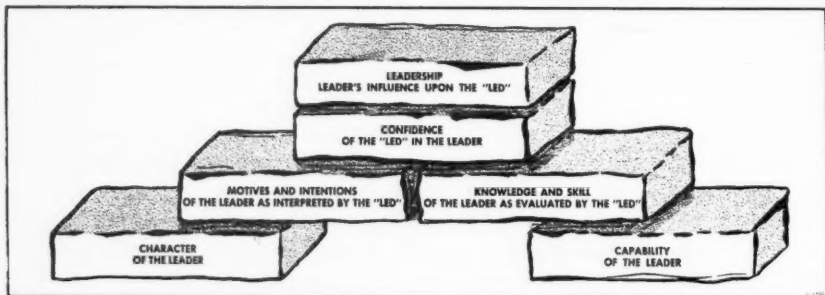 LEADERSHIP
LEADER'S INFLUENCE UPON THE "LED"
CONFIDENCE
OF THE "LED" IN THE LEADER
MOTIVES AND INTENTIONS
OF THE LEADER AS INTERPRETED BY THE "LED"
KNOWLEDGE AND SKILL
OF THE LEADER AS EVALUATED BY THE "LED"
CHARACTER
OF THE LEADER
CAPABILITY
OF THE LEADER